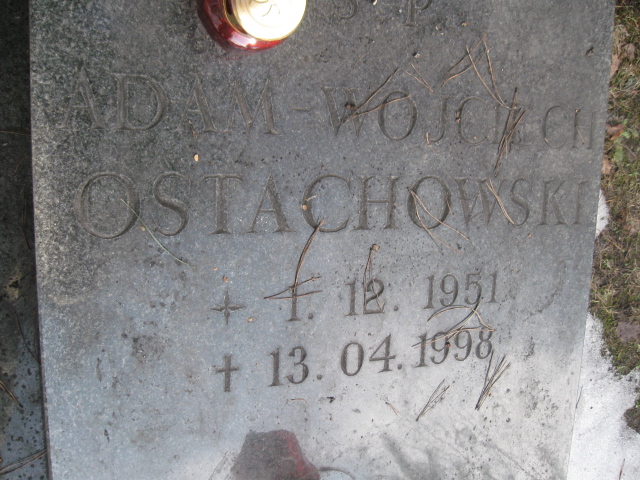 Ś P
ADAM-WOJCIECH
OSTACHOWSKI
1. 12. 1951
✝ 13. 04. 1998